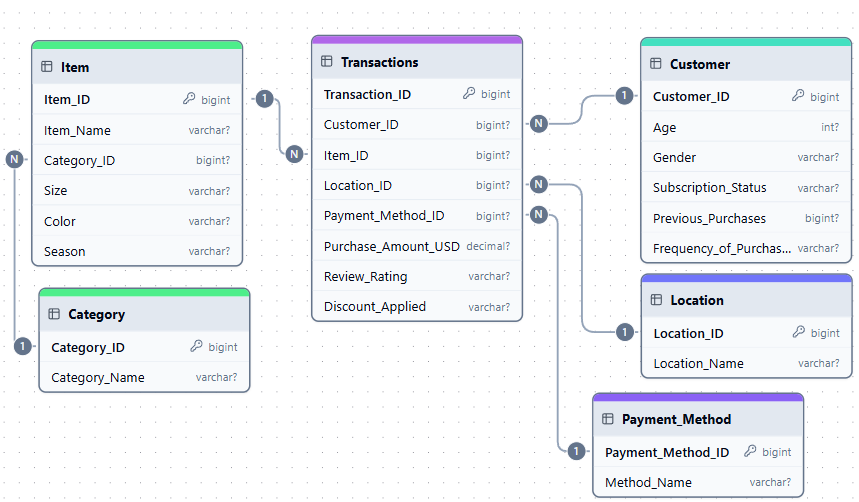 Item
Item_ID bigint
Item_Name varchar?
Category_ID bigint?
Size varchar?
Color varchar?
Season varchar?
Category
Category_ID bigint
Category_Name varchar?
Transactions
Transaction_ID bigint
Customer_ID bigint?
Item_ID bigint?
Location_ID bigint?
Payment_Method_ID bigint?
Purchase_Amount_USD decimal?
Review_Rating varchar?
Discount_Applied varchar?
Customer
Customer_ID bigint
Age int?
Gender varchar?
Subscription_Status varchar?
Previous_Purchases bigint?
Frequency_of_Purchas... varchar?
Location
Location_ID bigint
Location_Name varchar?
Payment_Method
Payment_Method_ID bigint
Method_Name varchar?
1
N
N
1
N
1
N
1
N
1